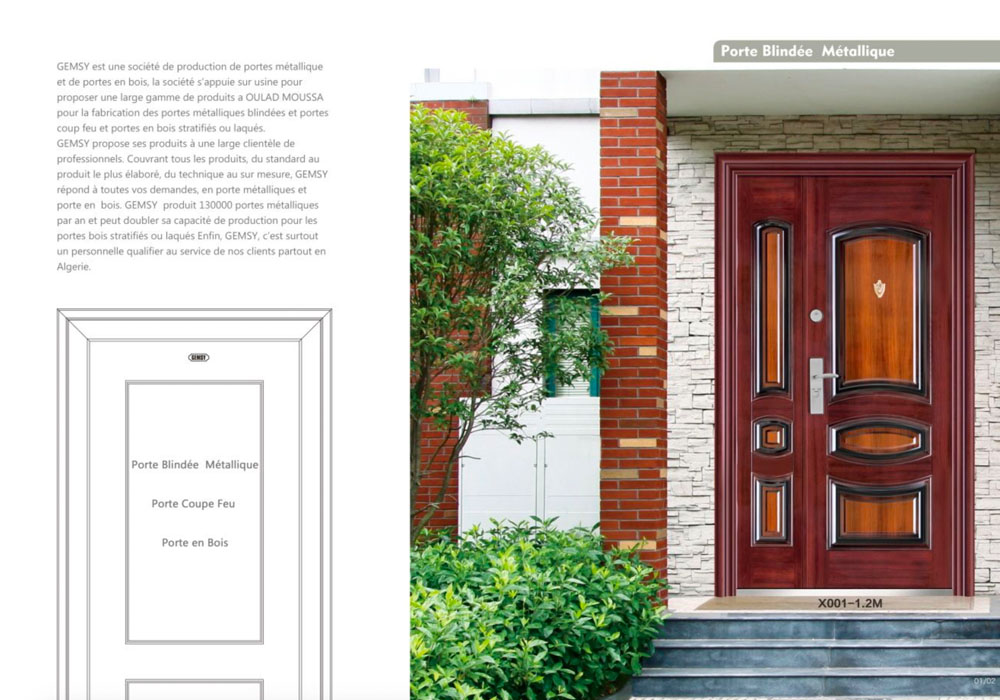 GEMSY est une société de production de portes métallique
et de portes en bois, la société s'appuie sur usine pour
proposer une large gamme de produits a OULAD MOUSSA
pour la fabrication des portes métalliques blindées et portes
coup feu et portes en bois stratifiés ou laqués.
GEMSY propose ses produits à une large clientèle de
professionnels. Couvrant tous les produits, du standard au
produit le plus élaboré, du technique au sur mesure, GEMSY
répond à toutes vos demandes, en porte métalliques et
porte en bois. GEMSY produit 130000 portes métalliques
par an et peut doubler sa capacité de production pour les
portes bois stratifiés ou laqués Enfin, GEMSY, c'est surtout
un personnelle qualifier au service de nos clients partout en
Algerie.
GEMSY
Porte Blindée Métallique
Porte Coupe Feu
Porte en Bois
Porte Blindée Métallique
X001-1.2M
01/02